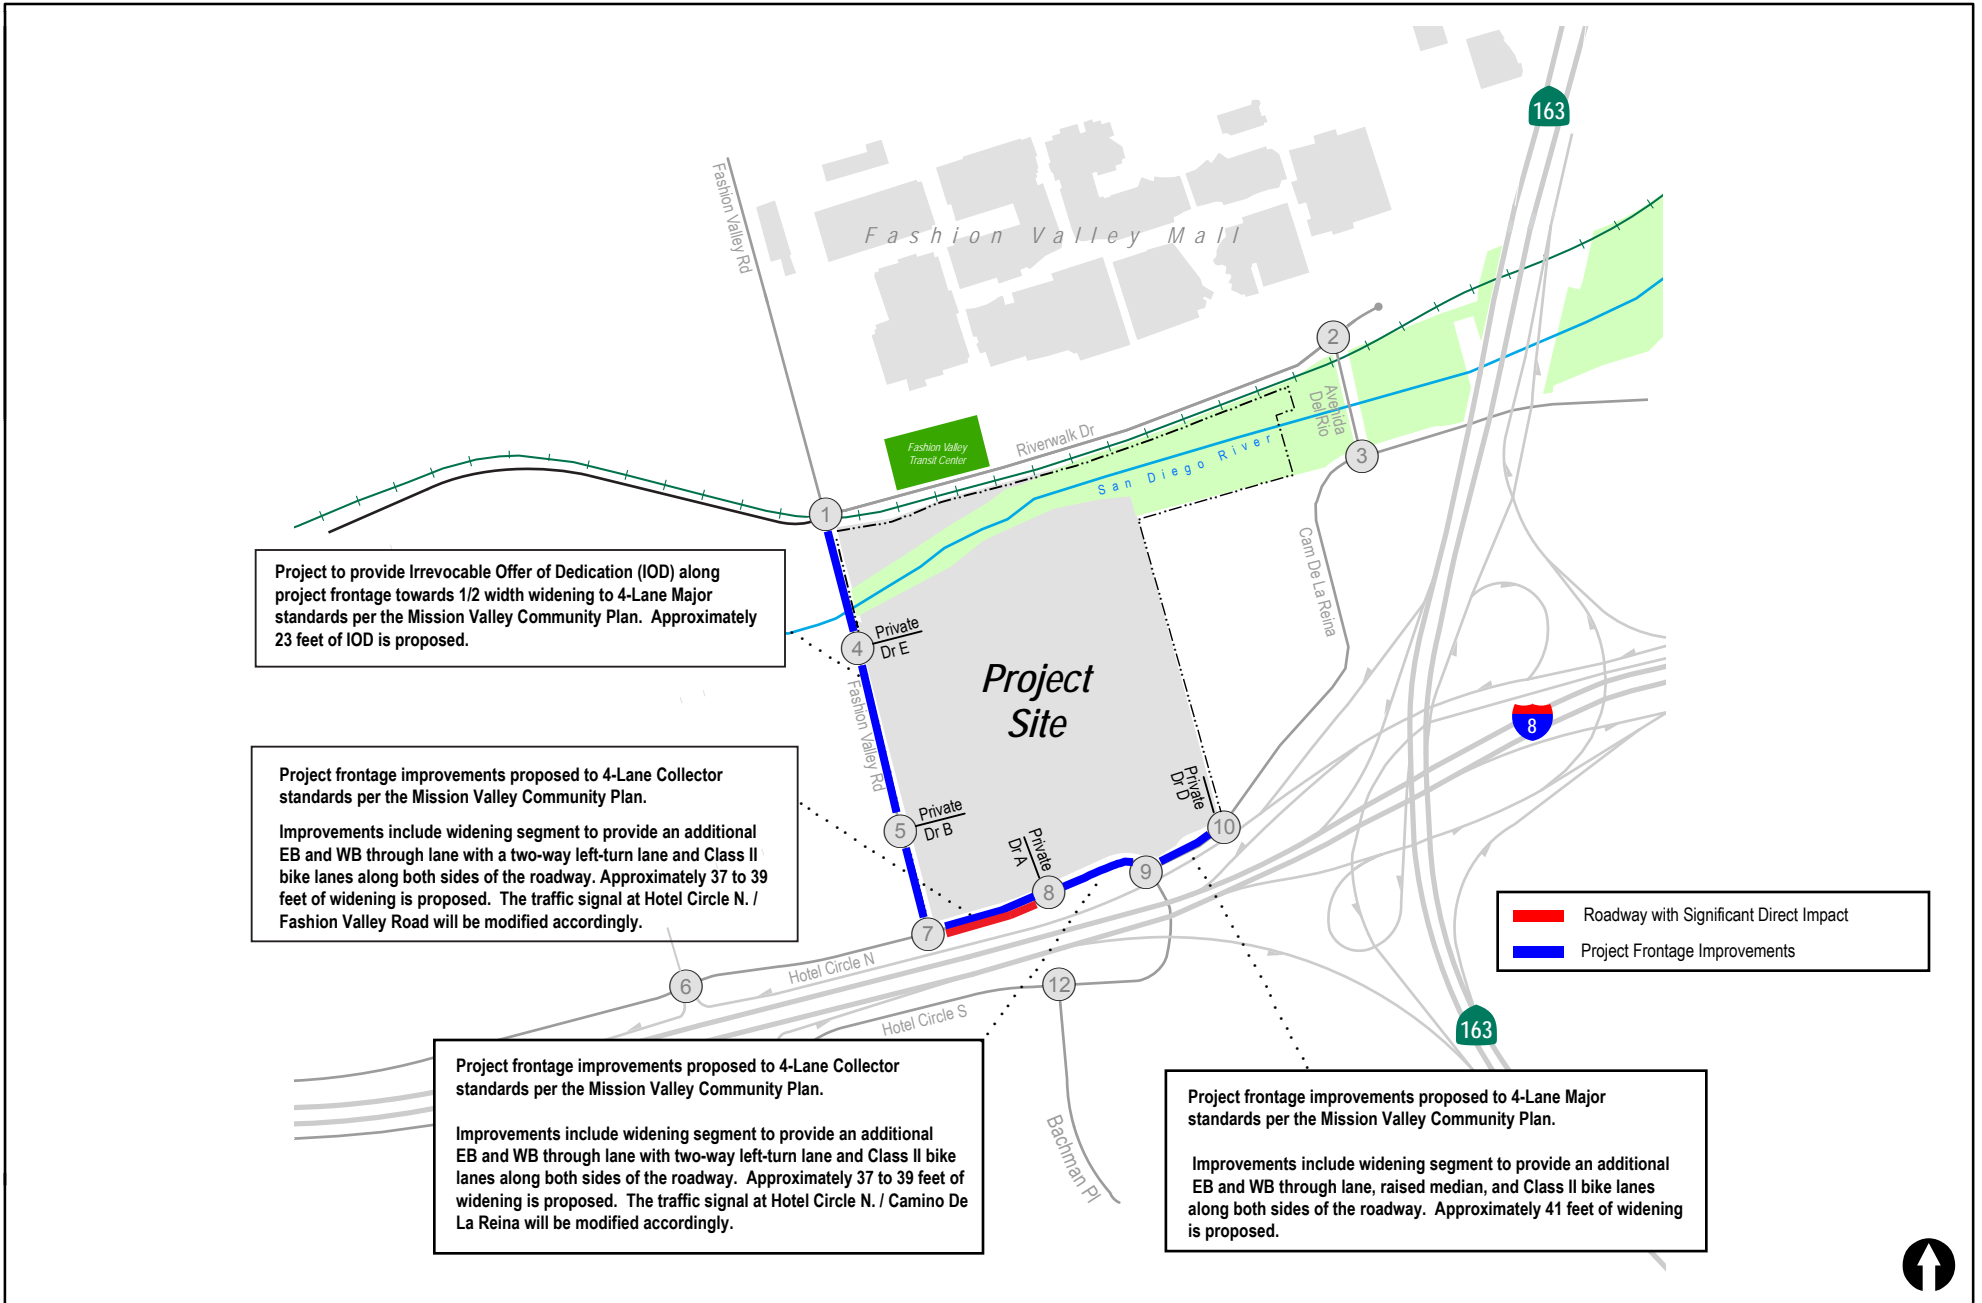 163
Fashion Valley Rd
Fashion Valley Mall
2
Avenida
Del Rio
Fashion Valley
Transit Center
Riverwalk Dr
San Diego River
3
1
Cam De La Reina
Project to provide Irrevocable Offer of Dedication (IOD) along
project frontage towards 1/2 width widening to 4-Lane Major
standards per the Mission Valley Community Plan. Approximately
23 feet of IOD is proposed.
4
Private
Dr E
Fashion Valley Rd
Project
Site
8
Project frontage improvements proposed to 4-Lane Collector
standards per the Mission Valley Community Plan.
Improvements include widening segment to provide an additional
EB and WB through lane with a two-way left-turn lane and Class II
bike lanes along both sides of the roadway. Approximately 37 to 39
feet of widening is proposed. The traffic signal at Hotel Circle N. /
Fashion Valley Road will be modified accordingly.
5
Private
Dr B
Private
Dr A
Private
Dr D
10
9
8
7
Roadway with Significant Direct Impact
Project Frontage Improvements
6
Hotel Circle N
12
Hotel Circle S
163
Bachman Pl
Project frontage improvements proposed to 4-Lane Collector
standards per the Mission Valley Community Plan.
Improvements include widening segment to provide an additional
EB and WB through lane with two-way left-turn lane and Class II bike
lanes along both sides of the roadway. Approximately 37 to 39 feet of
widening is proposed. The traffic signal at Hotel Circle N. / Camino De
La Reina will be modified accordingly.
Project frontage improvements proposed to 4-Lane Major
standards per the Mission Valley Community Plan.
Improvements include widening segment to provide an additional
EB and WB through lane, raised median, and Class II bike lanes
along both sides of the roadway. Approximately 41 feet of widening
is proposed.